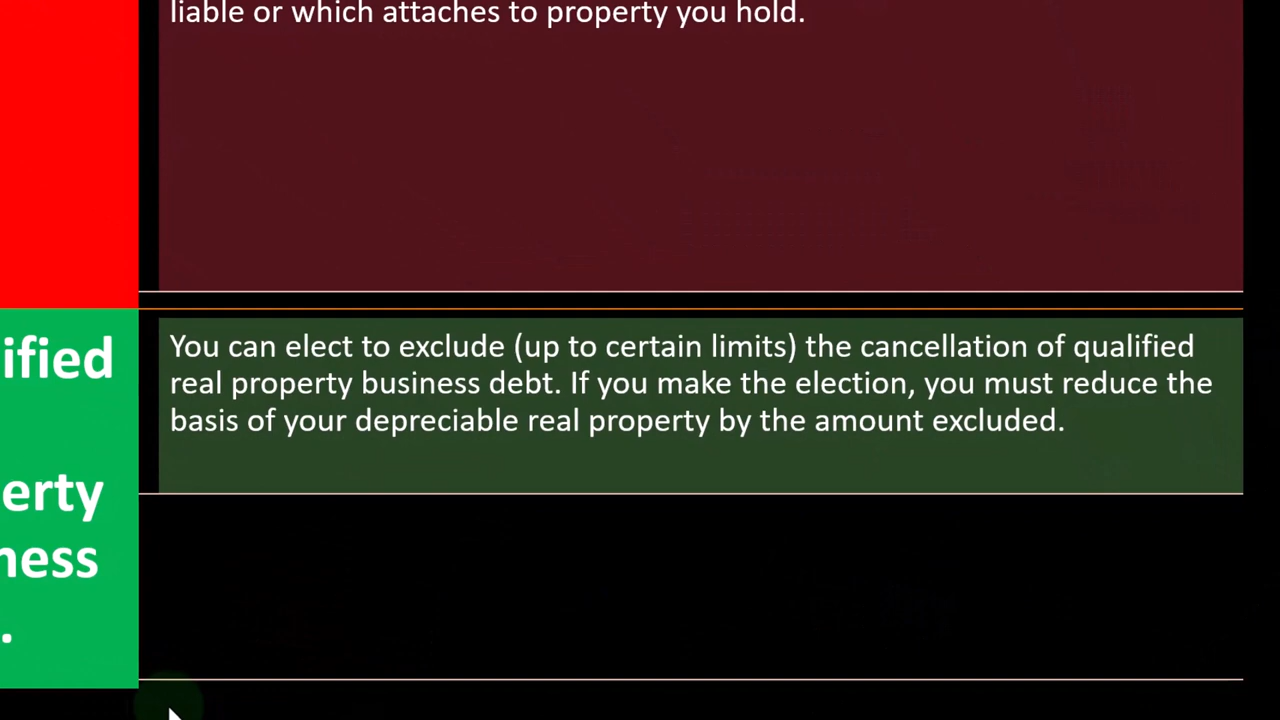 liable or which attaches to property you hold.
ified
erty
ness
.
You can elect to exclude (up to certain limits) the cancellation of qualified
real property business debt. If you make the election, you must reduce the
basis of your depreciable real property by the amount excluded.